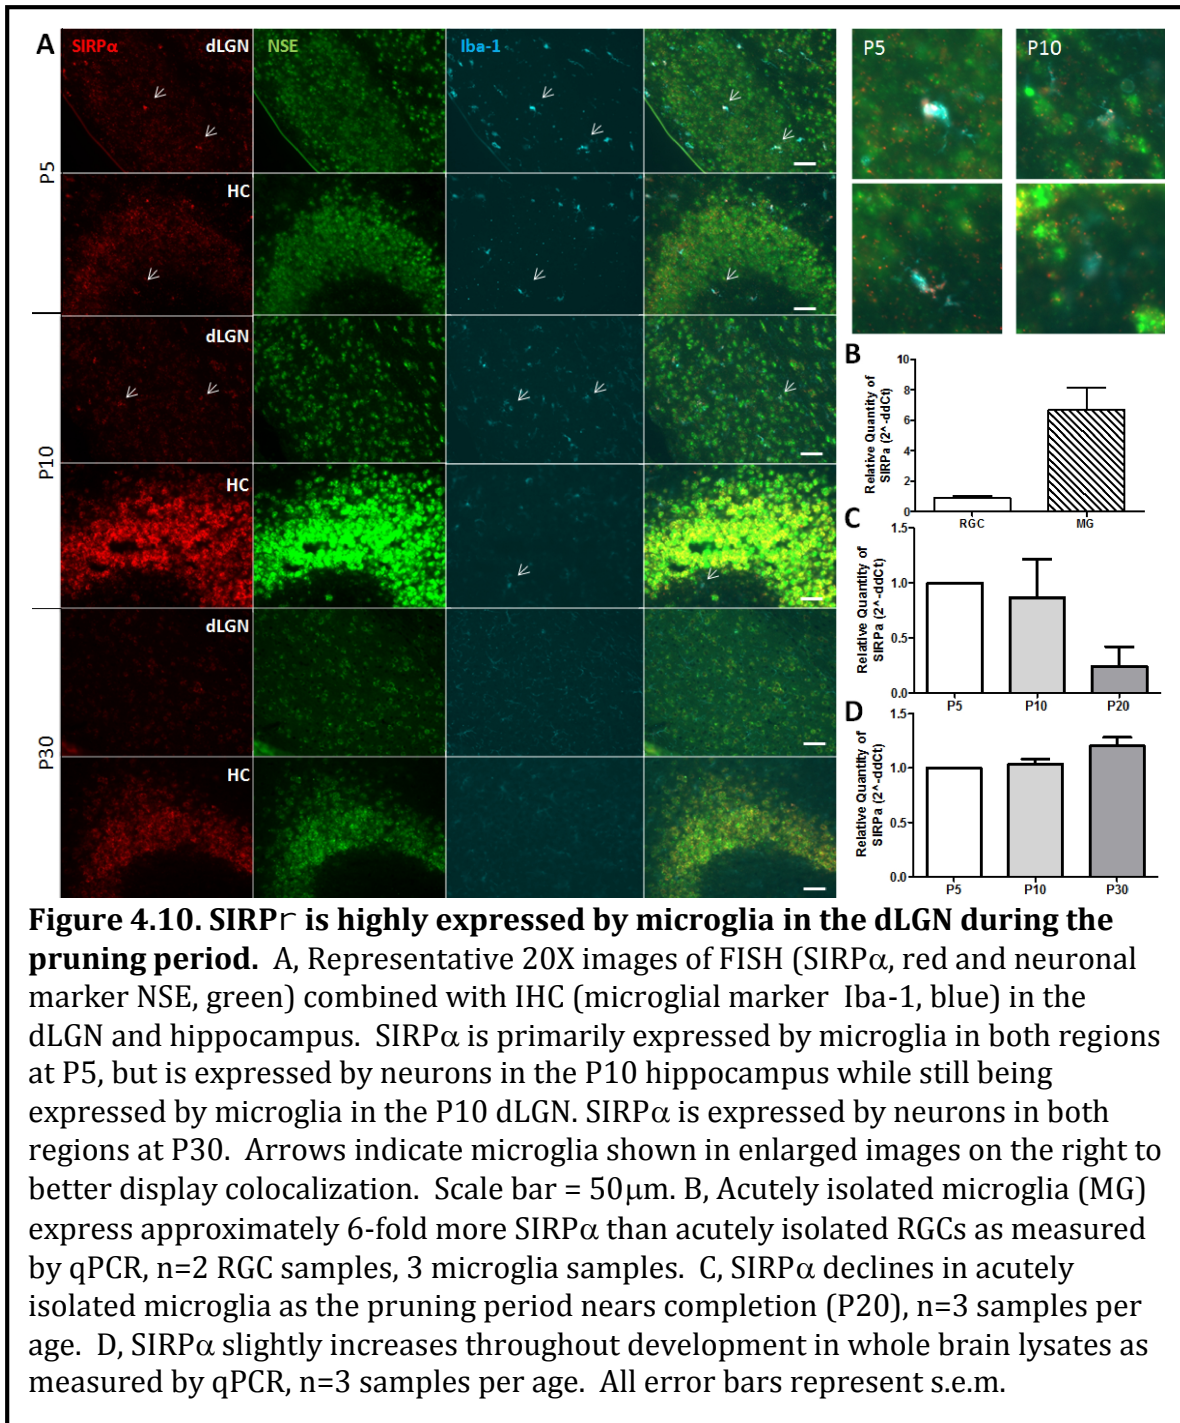 A
SIRPα
dLGN
NSE
Iba-1
P5
P10
P5
HC
dLGN
P10
HC
dLGN
P30
HC
B
Relative Quantity of
SIRPa (2^-ddCt)
10
8
6
4
2
0
RGC
MG
C
Relative Quantity of
SIRPa (2^-ddCt)
1.5
1.0
0.5
0.0
P5
P10
P20
D
Relative Quantity of
SIRPa (2^-ddCt)
1.5
1.0
0.5
0.0
P5
P10
P30
Figure 4.10. SIRPґ is highly expressed by microglia in the dLGN during the
pruning period. A, Representative 20X images of FISH (SIRPα, red and neuronal
marker NSE, green) combined with IHC (microglial marker Iba-1, blue) in the
dLGN and hippocampus. SIRPα is primarily expressed by microglia in both regions
at P5, but is expressed by neurons in the P10 hippocampus while still being
expressed by microglia in the P10 dLGN. SIRPα is expressed by neurons in both
regions at P30. Arrows indicate microglia shown in enlarged images on the right to
better display colocalization. Scale bar = 50μm. B, Acutely isolated microglia (MG)
express approximately 6-fold more SIRPα than acutely isolated RGCs as measured
by qPCR, n=2 RGC samples, 3 microglia samples. C, SIRPα declines in acutely
isolated microglia as the pruning period nears completion (P20), n=3 samples per
age. D, SIRPα slightly increases throughout development in whole brain lysates as
measured by qPCR, n=3 samples per age. All error bars represent s.e.m.